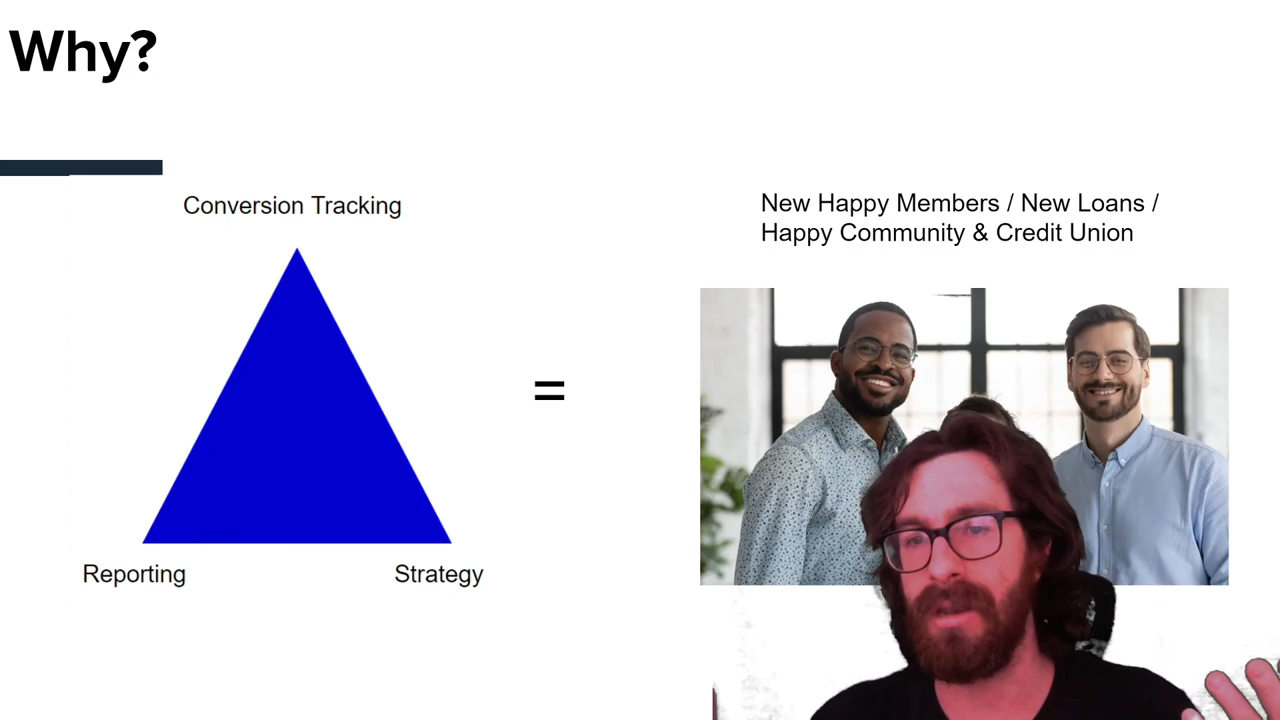 Why?
Conversion Tracking
New Happy Members / New Loans /
Happy Community & Credit Union
=
Reporting
Strategy